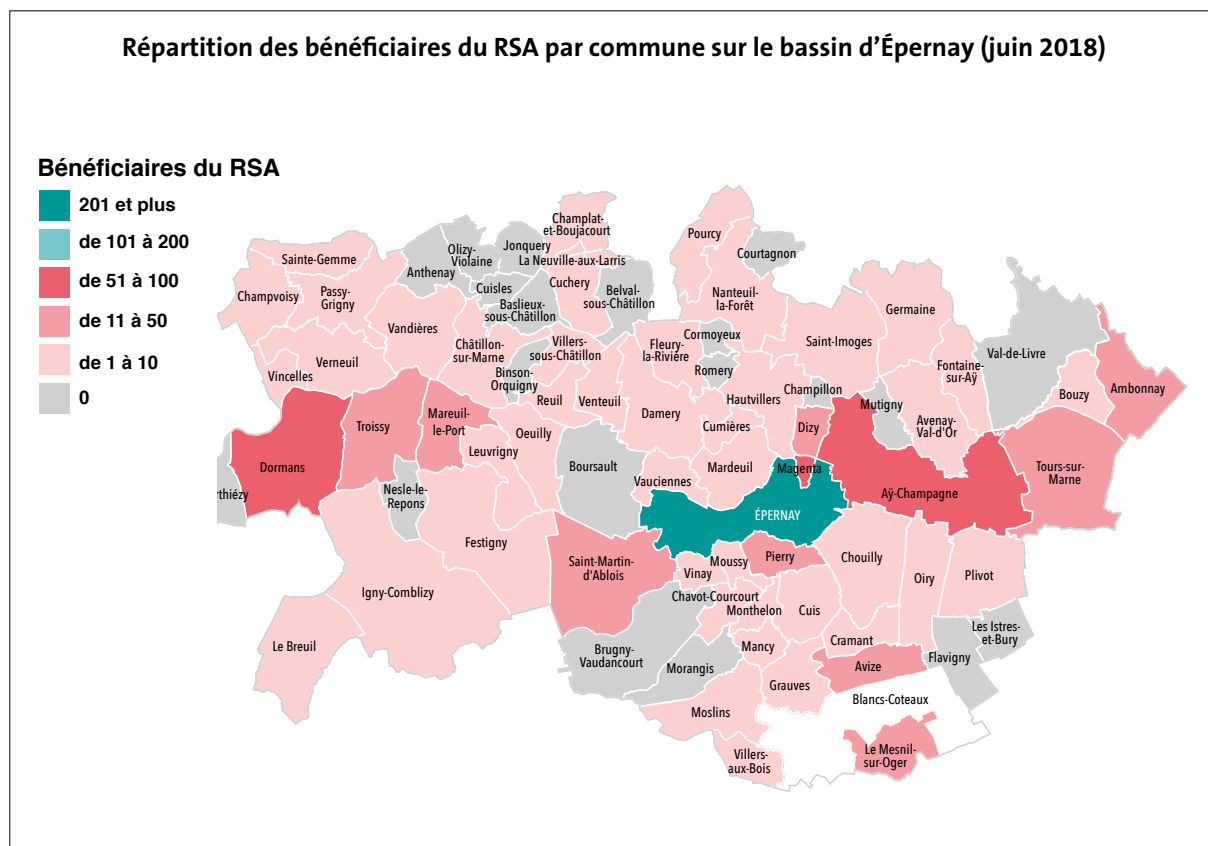 Répartition des bénéficiaires du RSA par commune sur le bassin d'Épernay (juin 2018)
Bénéficiaires du RSA
201 et plus
de 101 à 200
de 51 à 100
de 11 à 50
de 1 à 10
0
Champlat-
et-Boujacourt
Pourcy
Courtagnon
Olizy-
Violaine
Jonquery
La Neuville-aux-Larris
Sainte-Gemme
Anthenay
Cuchery
Belval-
sous-Châtillon
Cuisles
Champvoisy
Passy-
Grigny
Baslieux-
sous-Châtillon
Nanteuil-
la-Forêt
Germaine
Vandières
Châtillon-
sur-Marne
Villers-
sous-Châtillon
Fleury-
la-Rivière
Cormoyeux
Saint-Imoges
Val-de-Livre
Verneuil
Vincelles
Binson-
Orquigny
Romery
Fontaine-
sur-Aÿ
Ambonnay
Bouzy
Reuil
Venteuil
Damery
Hautvillers
Champillon
Mutigny
Mareuil-
le-Port
Troissy
Oeuilly
Cumières
Dizy
Avenay-
Val-d'Or
Leuvrigny
Dormans
Boursault
Mardeuil
Magenta
Tours-sur-
Marne
Vauciennes
Aÿ-Champagne
rthiézy
Nesle-le-
Repons
ÉPERNAY
Festigny
Saint-Martin-
d'Ablois
Moussy
Pierry
Chouilly
Vinay
Oiry
Plivot
Igny-Comblizy
Chavot-Courcourt
Monthelon
Cuis
Les Istres-
et-Bury
Le Breuil
Brugny-
Vaudancourt
Mancy
Cramant
Flavigny
Morangis
Avize
Grauves
Blancs-Coteaux
Moslins
Villers-
aux-Bois
Le Mesnil-
sur-Oger